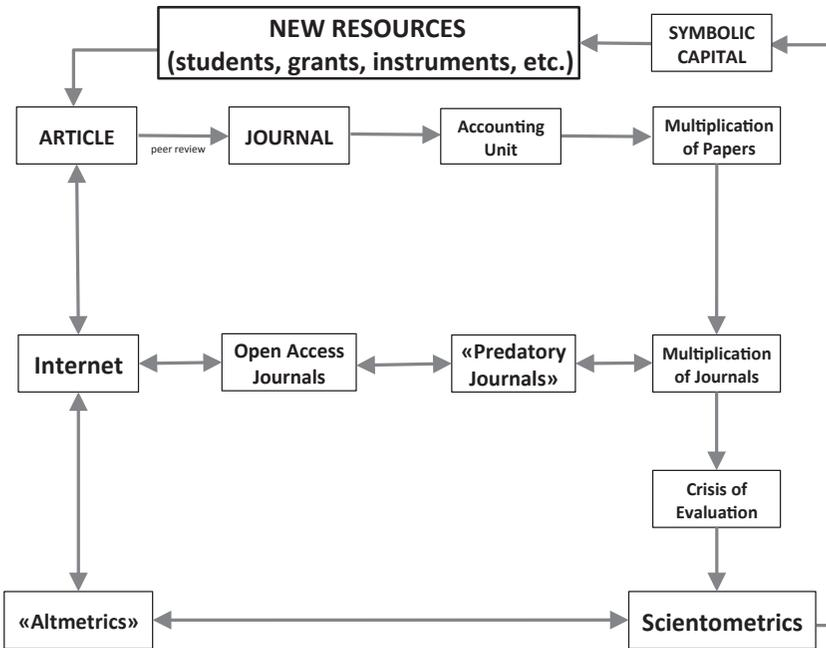 NEW RESOURCES
(students, grants, instruments, etc.)
SYMBOLIC
CAPITAL
ARTICLE
peer review
JOURNAL
Accounting
Unit
Multiplication
of Papers
Internet
Open Access
Journals
«Predatory
Journals»
Multiplication
of Journals
Crisis of
Evaluation
«Altmetrics»
Scientometrics